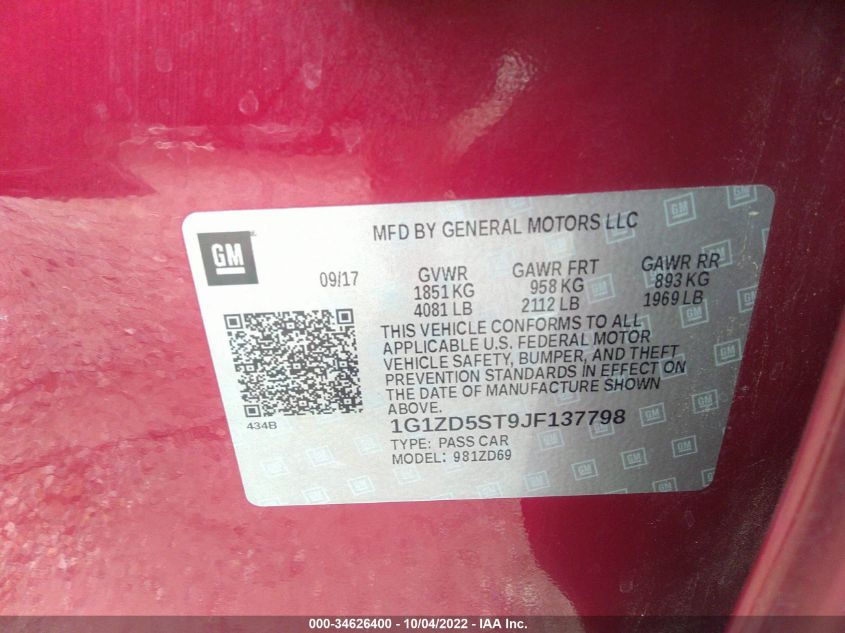 MFD BY GENERAL MOTORS LLC
GM
09/17
GVWR
1851 KG
4081 LB
GAWR FRT
958 KG
2112 LB
GAWR RR
893 KG
1969 LB
THIS VEHICLE CONFORMS TO ALL
APPLICABLE U.S. FEDERAL MOTOR
VEHICLE SAFETY, BUMPER, AND THEFT
PREVENTION STANDARDS IN EFFECT ON
THE DATE OF MANUFACTURE SHOWN
ABOVE.
434B
1G1ZD5ST9JF137798
TYPE: PASS CAR
MODEL: 981ZD69
000-34626400 - 10/04/2022 - IAA Inc.